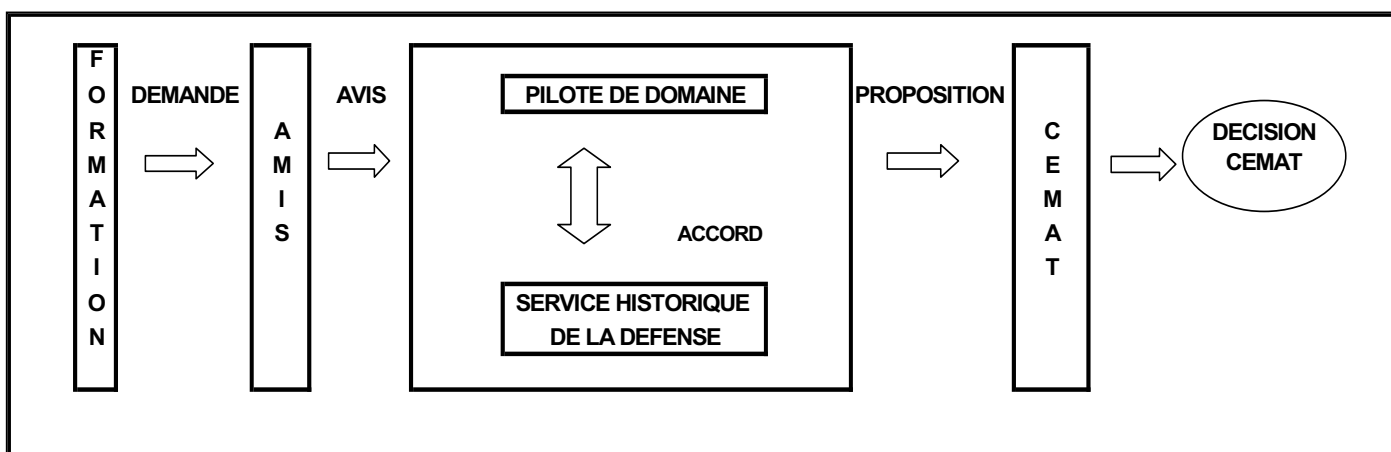 FORMATION
DEMANDE
AMIS
AVIS
PILOTE DE DOMAINE
ACCORD
SERVICE HISTORIQUE
DE LA DEFENSE
PROPOSITION
CEMAT
DECISION
CEMAT